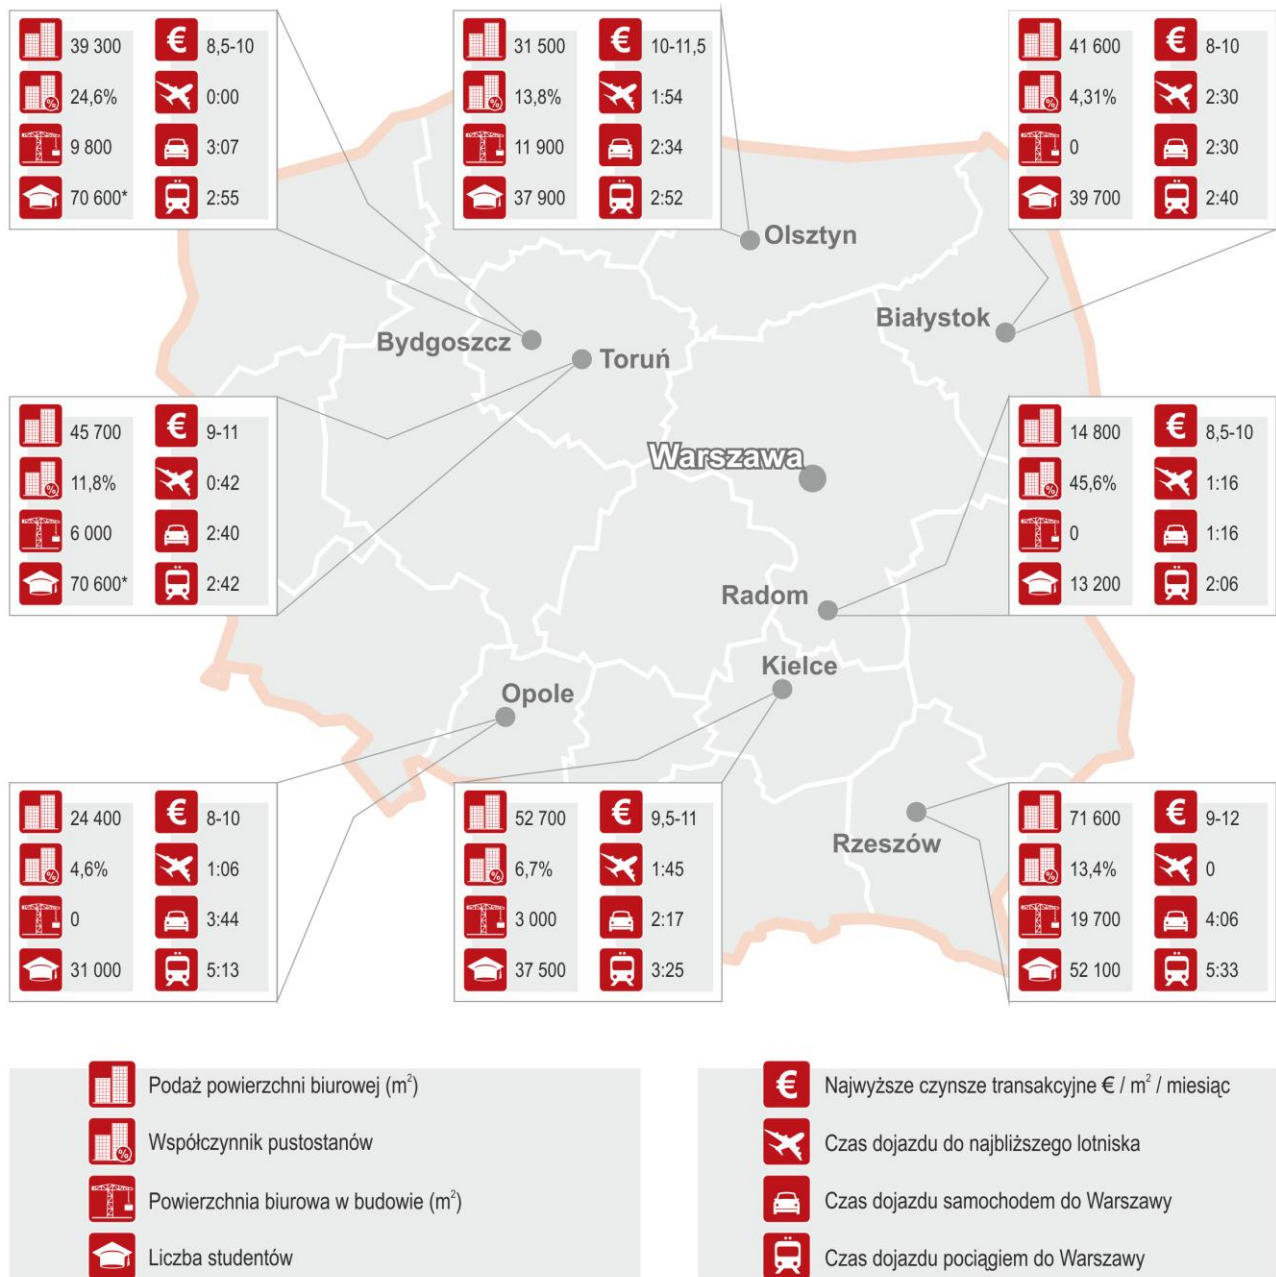 39 300 € 8,5-10
24,6% 0:00
9 800 3:07
70 600* 2:55
31 500 € 10-11,5
13,8% 1:54
11 900 2:34
37 900 2:52
41 600 € 8-10
4,31% 2:30
0 2:30
39 700 2:40
Olsztyn
Białystok
Bydgoszcz
Toruń
45 700 € 9-11
11,8% 0:42
6 000 2:40
70 600* 2:42
Warszawa
14 800 € 8,5-10
45,6% 1:16
0 1:16
13 200 2:06
Radom
Kielce
Opole
Rzeszów
24 400 € 8-10
4,6% 1:06
0 3:44
31 000 5:13
52 700 € 9,5-11
6,7% % 1:45
3 000 2:17
37 500 3:25
71 600 € 9-12
13,4% 0
19 700 4:06
52 100 5:33
Podaż powierzchni biurowej (m²)
Współczynnik pustostanów
Powierzchnia biurowa w budowie (m²)
Liczba studentów
€ Najwyższe czynsze transakcyjne € / m² / miesiąc
Czas dojazdu do najbliższego lotniska
Czas dojazdu samochodem do Warszawy
Czas dojazdu pociągiem do Warszawy